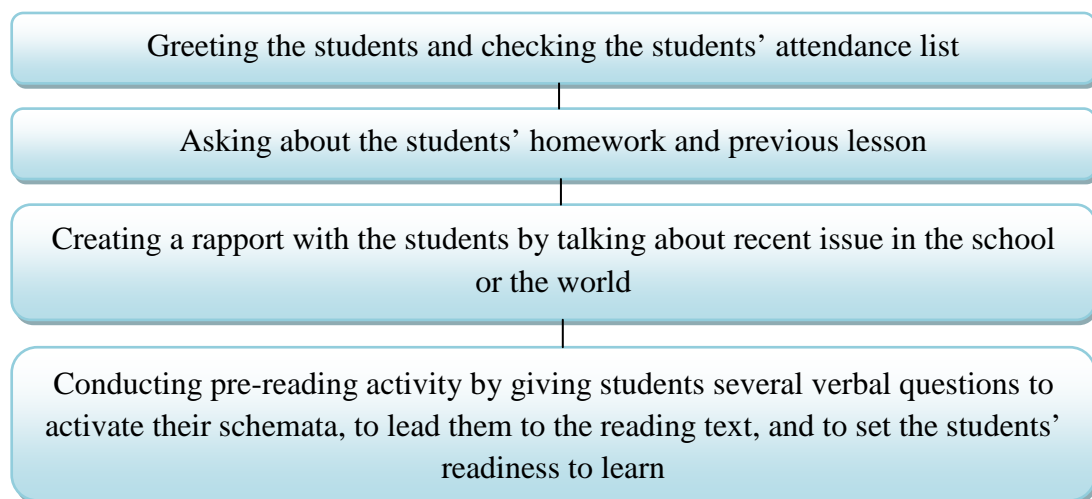 Greeting the students and checking the students’ attendance list
Asking about the students’ homework and previous lesson
Creating a rapport with the students by talking about recent issue in the school
or the world
Conducting pre-reading activity by giving students several verbal questions to
activate their schemata, to lead them to the reading text, and to set the students’
readiness to learn